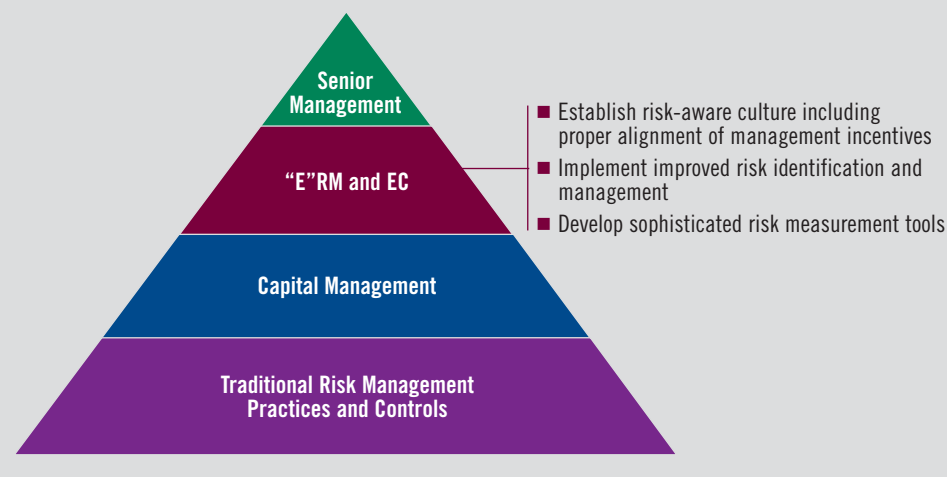 Senior
Management
“E”RM and EC
■ Establish risk-aware culture including
proper alignment of management incentives
■ Implement improved risk identification and
management
■ Develop sophisticated risk measurement tools
Capital Management
Traditional Risk Management
Practices and Controls